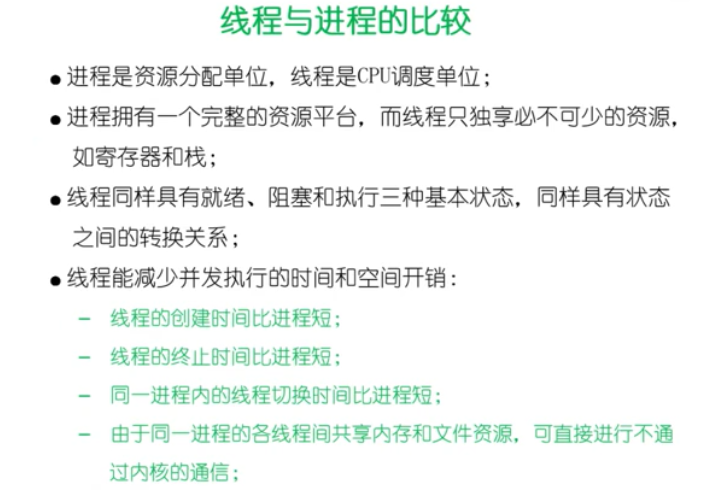 线程与进程的比较
● 进程是资源分配单位，线程是CPU调度单位；
● 进程拥有一个完整的资源平台，而线程只独享必不可少的资源，
如寄存器和栈；
● 线程同样具有就绪、阻塞和执行三种基本状态，同样具有状态
之间的转换关系；
● 线程能减少并发执行的时间和空间开销：
– 线程的创建时间比进程短；
– 线程的终止时间比进程短；
– 同一进程内的线程切换时间比进程短；
– 由于同一进程的各线程间共享内存和文件资源，可直接进行不通
过内核的通信；